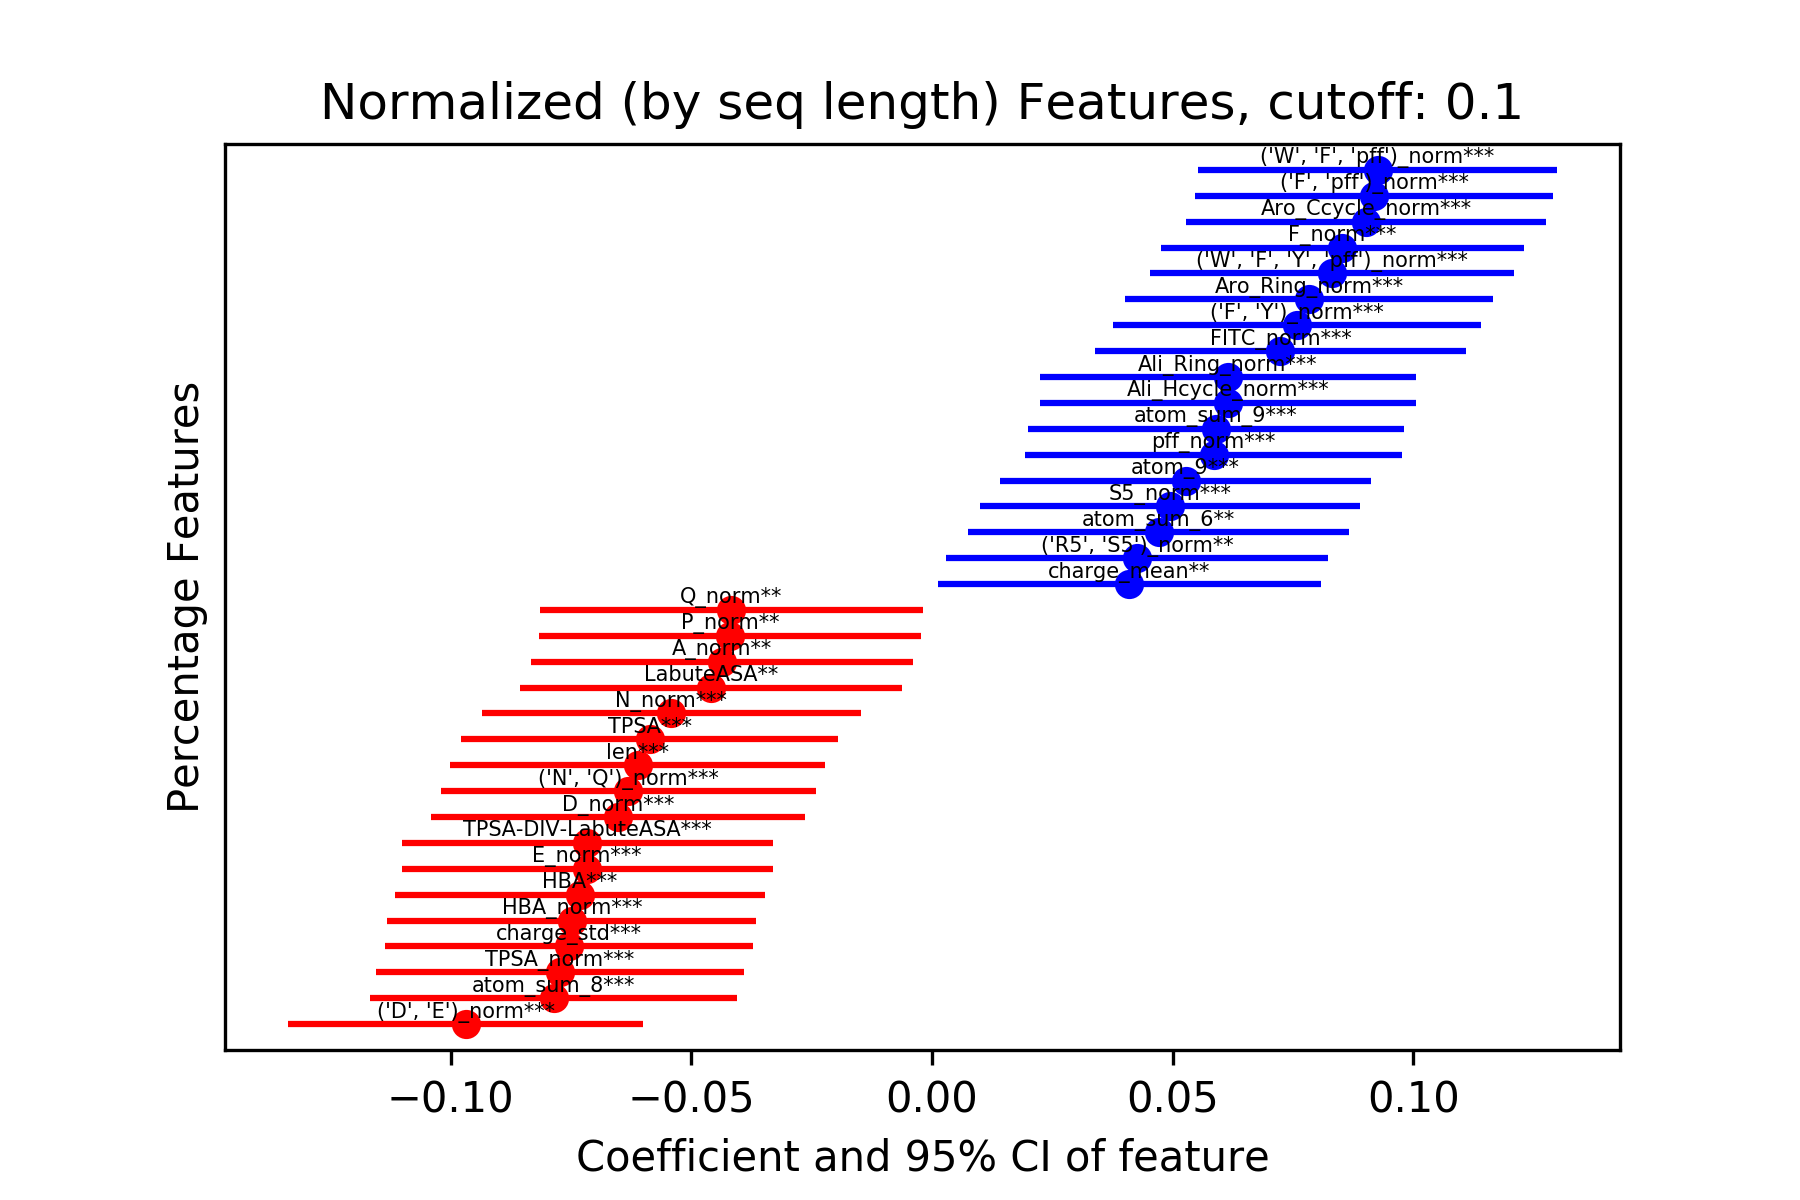 Normalized (by seq length) Features, cutoff: 0.1
('W', 'F', 'pff')_norm***
('F', 'pff')_norm***
Aro_Ccycle_norm***
F_norm***
('W', 'F', 'Y', 'pff')_norm***
Aro_Ring_norm***
('F', 'Y')_norm***
FITC_norm***
Ali_Ring_norm***
Ali_Hcycle_norm***
atom_sum_9***
pff_norm***
atom_9***
S5_norm***
atom_sum_6**
('R5', 'S5')_norm**
charge_mean**
Q_norm**
P_norm**
A_norm**
LabuteASA**
N_norm***
TPSA***
len***
('N', 'Q')_norm***
D_norm***
TPSA-DIV-LabuteASA***
E_norm***
HBA***
HBA_norm***
charge_std***
TPSA_norm***
atom_sum_8***
('D', 'E')_norm***
Percentage Features
−0.10 −0.05 0.00 0.05 0.10
Coefficient and 95% CI of feature